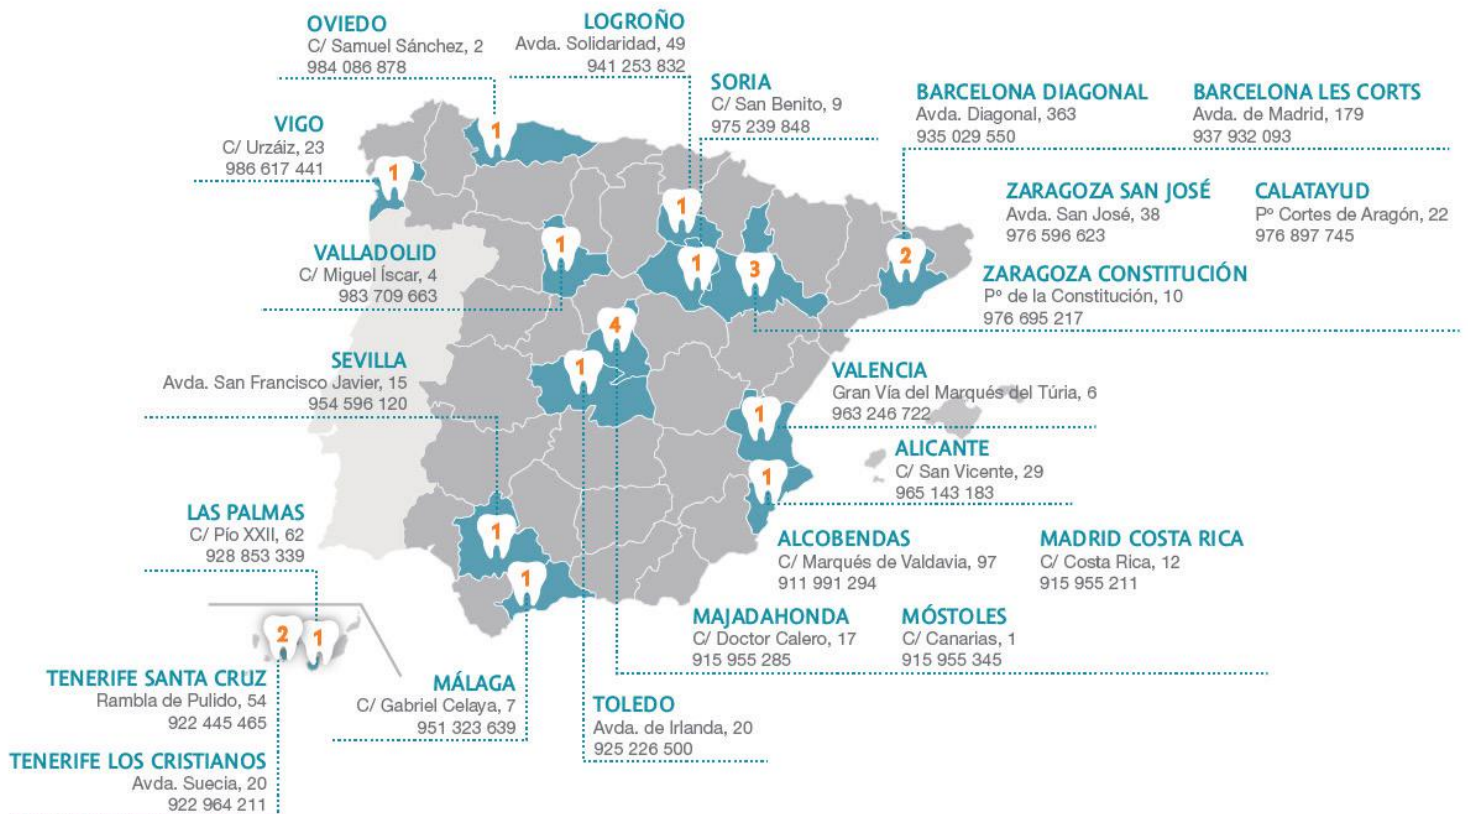 OVIEDO
C/ Samuel Sánchez, 2
984 086 878
LOGROÑO
Avda. Solidaridad, 49
941 253 832
SORIA
C/ San Benito, 9
975 239 848
BARCELONA DIAGONAL
Avda. Diagonal, 363
935 029 550
BARCELONA LES CORTS
Avda. de Madrid, 179
937 932 093
VIGO
C/ Urzáiz, 23
986 617 441
ZARAGOZA SAN JOSÉ
Avda. San José, 38
976 596 623
CALATAYUD
Pº Cortes de Aragón, 22
976 897 745
VALLADOLID
C/ Miguel Íscar, 4
983 709 663
ZARAGOZA CONSTITUCIÓN
Pº de la Constitución, 10
976 695 217
1
1
1
1
1
3
2
4
1
1
1
1
1
2
1
SEVILLA
Avda. San Francisco Javier, 15
954 596 120
VALENCIA
Gran Vía del Marqués del Túria, 6
963 246 722
ALICANTE
C/ San Vicente, 29
965 143 183
LAS PALMAS
C/ Pío XXII, 62
928 853 339
ALCOBENDAS
C/ Marqués de Valdavia, 97
911 991 294
MADRID COSTA RICA
C/ Costa Rica, 12
915 955 211
MAJADAHONDA
C/ Doctor Calero, 17
915 955 285
MÓSTOLES
C/ Canarias, 1
915 955 345
TENERIFE SANTA CRUZ
Rambla de Pulido, 54
922 445 465
MÁLAGA
C/ Gabriel Celaya, 7
951 323 639
TOLEDO
Avda. de Irlanda, 20
925 226 500
TENERIFE LOS CRISTIANOS
Avda. Suecia, 20
922 964 211